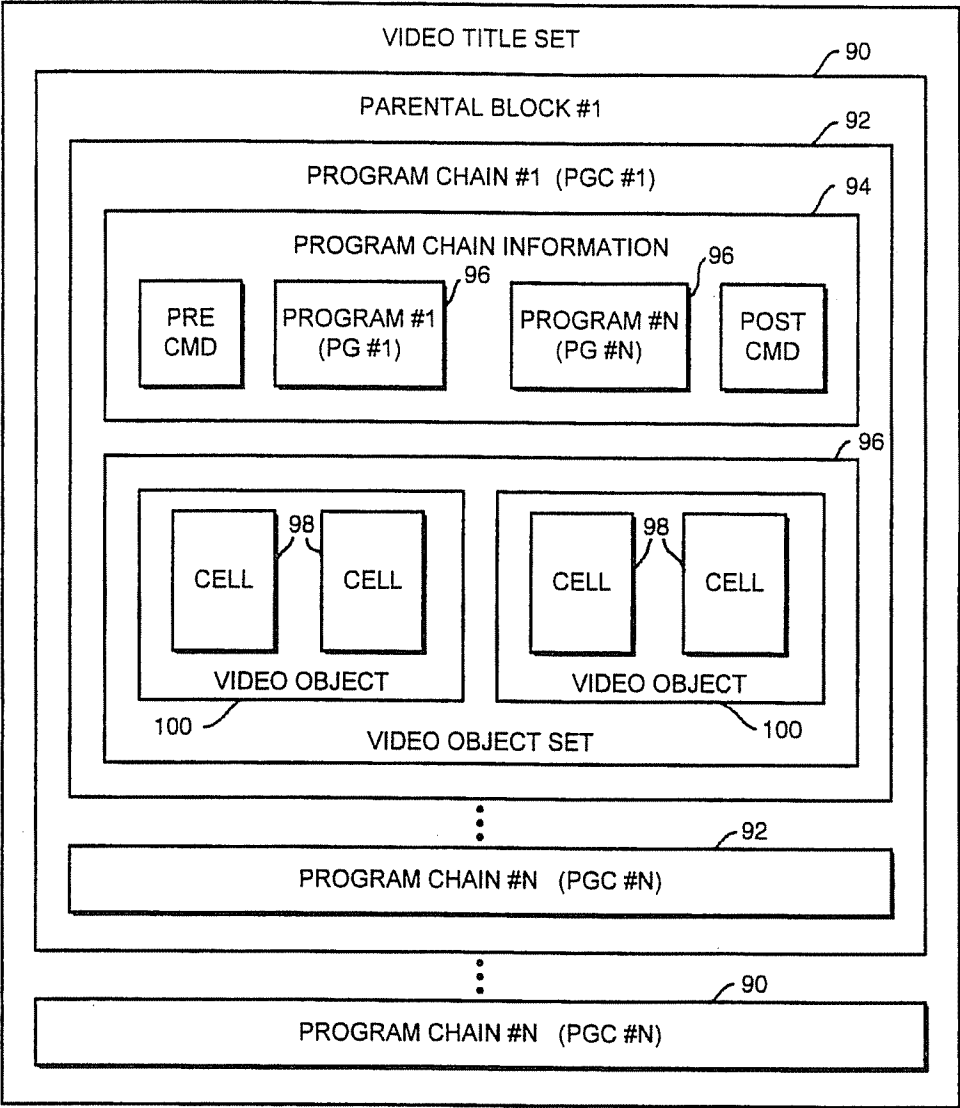 VIDEO TITLE SET
90
PARENTAL BLOCK #1
92
PROGRAM CHAIN #1 (PGC #1)
94
PROGRAM CHAIN INFORMATION
96
96
PRE
CMD
PROGRAM #1
(PG #1)
PROGRAM #N
(PG #N)
POST
CMD
96
98
98
CELL
CELL
CELL
CELL
VIDEO OBJECT
VIDEO OBJECT
100
100
VIDEO OBJECT SET
92
PROGRAM CHAIN #N (PGC #N)
90
PROGRAM CHAIN #N (PGC #N)